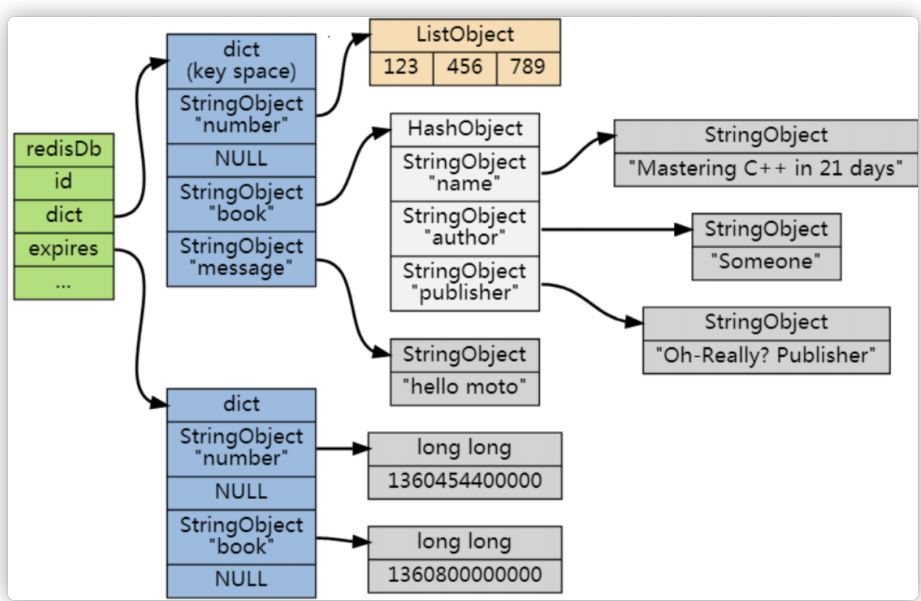 redisDb
id
dict
expires
...
dict
(key space)
StringObject
"number"
NULL
StringObject
"book"
StringObject
"message"
ListObject
123 456 789
HashObject
StringObject
"name"
StringObject
"author"
StringObject
"publisher"
StringObject
"Mastering C++ in 21 days"
StringObject
"Someone"
StringObject
"Oh-Really? Publisher"
StringObject
"hello moto"
dict
StringObject
"number"
NULL
StringObject
"book"
NULL
long long
1360454400000
long long
1360800000000